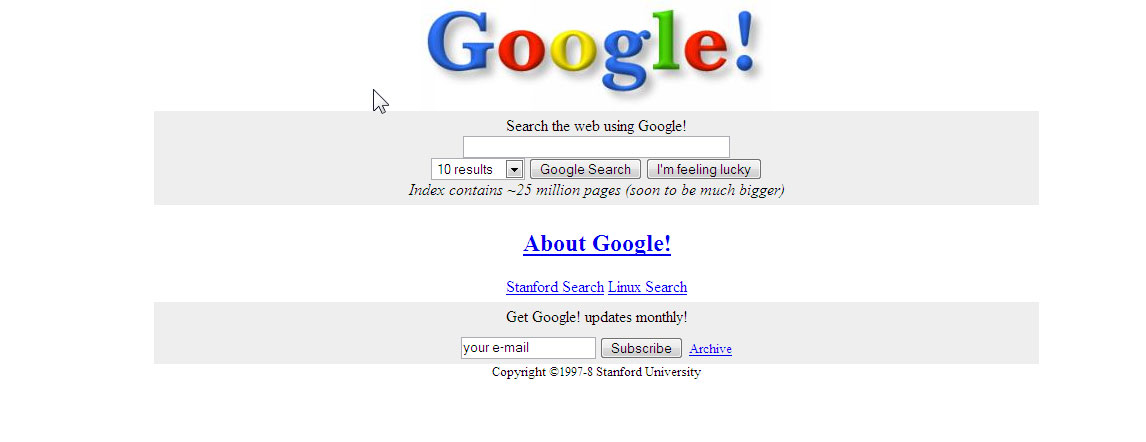 Google!
Search the web using Google!
10 results Google Search I'm feeling lucky
Index contains ~25 million pages (soon to be much bigger)
About Google!
Stanford Search Linux Search
Get Google! updates monthly!
your e-mail Subscribe Archive
Copyright ©1997-8 Stanford University